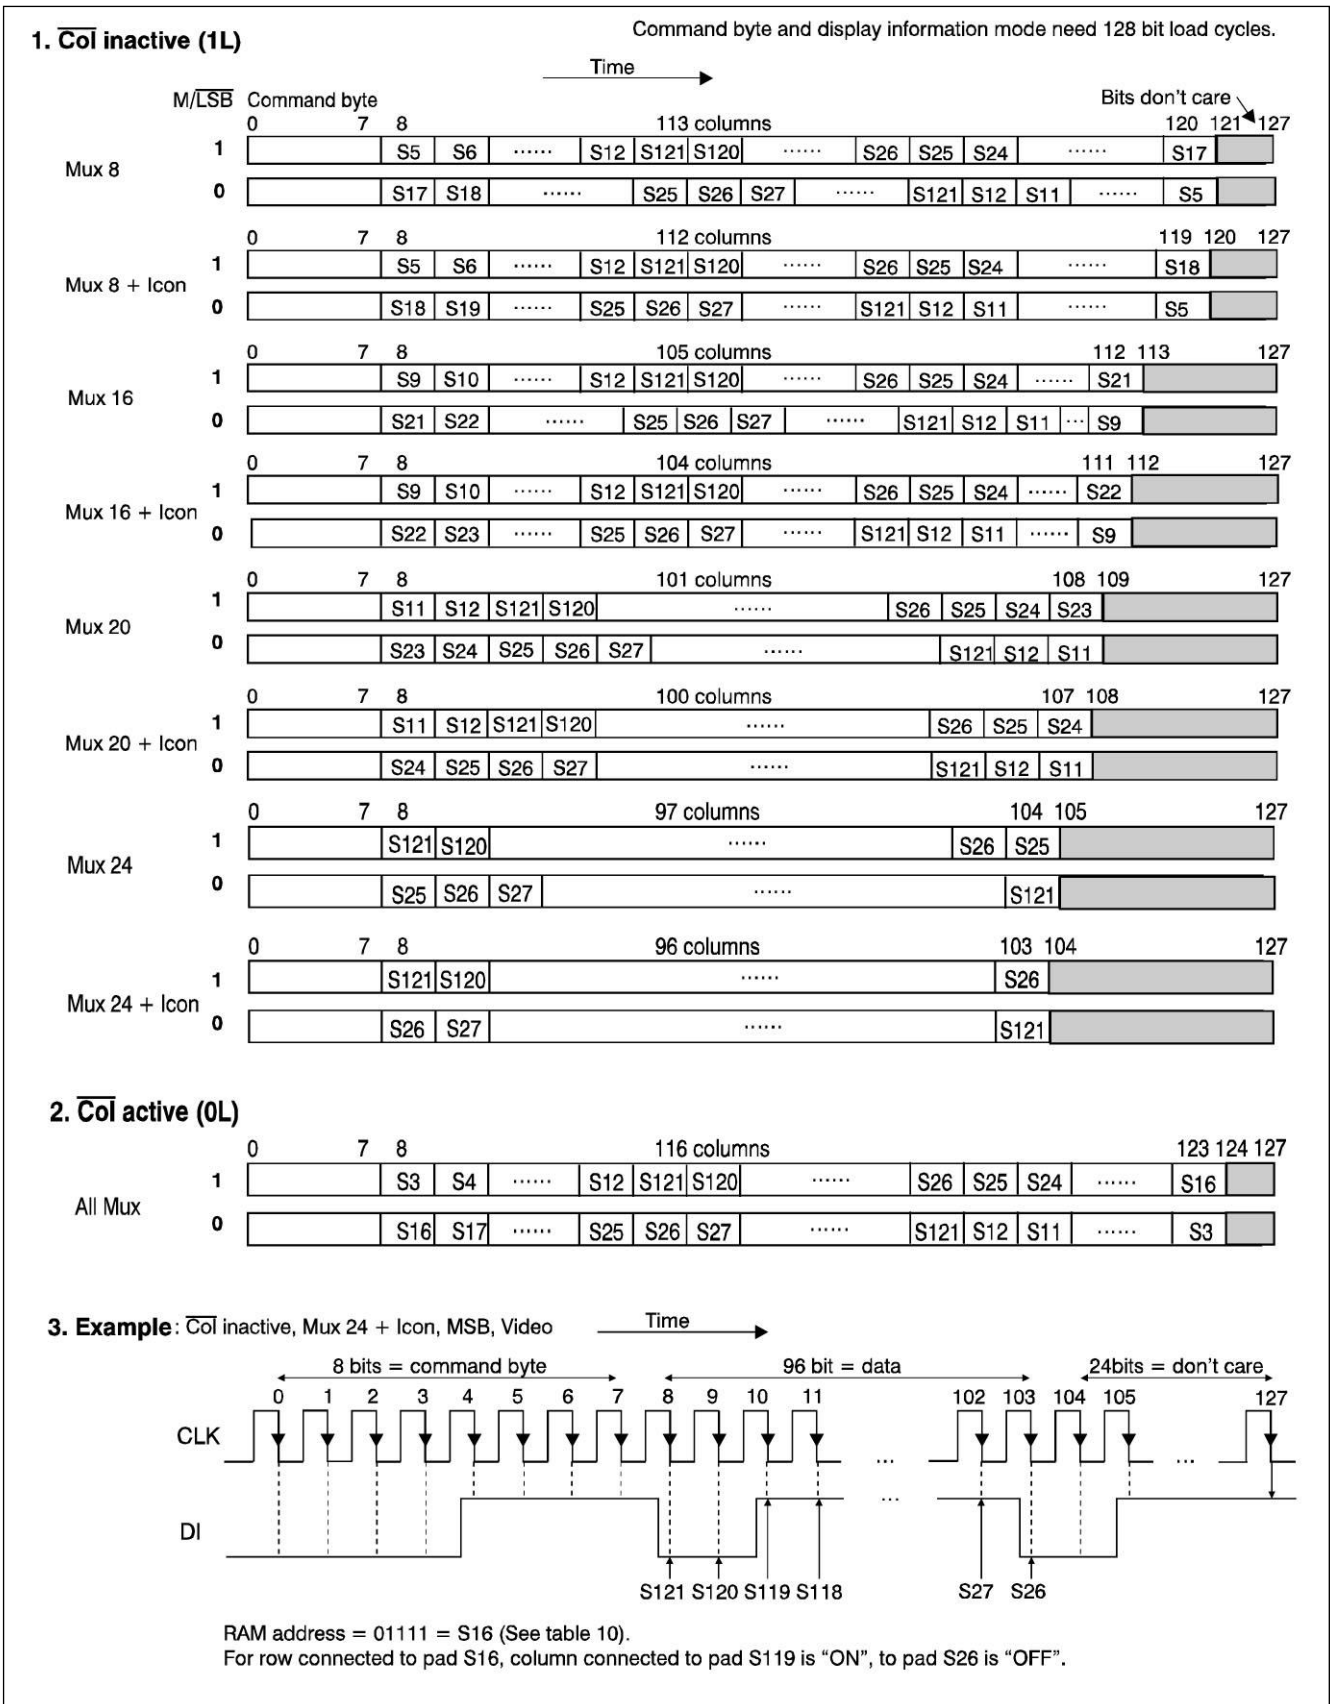 1. Col inactive (1L)
Command byte and display information mode need 128 bit load cycles.
Time
M/LSB Command byte Bits don't care
0 7 8 113 columns 120 121 127
Mux 8
1 S5 S6 ...... S12 S121 S120 ...... S26 S25 S24 ...... S17
0 S17 S18 ...... S25 S26 S27 ...... S121 S12 S11 ...... S5
0 7 8 112 columns 119 120 127
Mux 8 + Icon
1 S5 S6 ...... S12 S121 S120 ...... S26 S25 S24 ...... S18
0 S18 S19 ...... S25 S26 S27 ...... S121 S12 S11 ...... S5
0 7 8 105 columns 112 113 127
Mux 16
1 S9 S10 ...... S12 S121 S120 ...... S26 S25 S24 ...... S21
0 S21 S22 ...... S25 S26 S27 ...... S121 S12 S11 ... S9
0 7 8 104 columns 111 112 127
Mux 16 + Icon
1 S9 S10 ...... S12 S121 S120 ...... S26 S25 S24 ...... S22
0 S22 S23 ...... S25 S26 S27 ...... S121 S12 S11 ...... S9
0 7 8 101 columns 108 109 127
Mux 20
1 S11 S12 S121 S120 ...... S26 S25 S24 S23
0 S23 S24 S25 S26 S27 ...... S121 S12 S11
0 7 8 100 columns 107 108 127
Mux 20 + Icon
1 S11 S12 S121 S120 ...... S26 S25 S24
0 S24 S25 S26 S27 ...... S121 S12 S11
0 7 8 97 columns 104 105 127
Mux 24
1 S121 S120 ...... S26 S25
0 S25 S26 S27 ...... S121
0 7 8 96 columns 103 104 127
Mux 24 + Icon
1 S121 S120 ...... S26
0 S26 S27 ...... S121
2. Col active (0L)
0 7 8 116 columns 123 124 127
All Mux
1 S3 S4 ...... S12 S121 S120 ...... S26 S25 S24 ...... S16
0 S16 S17 ...... S25 S26 S27 ...... S121 S12 S11 ...... S3
3. Example: Col inactive, Mux 24 + Icon, MSB, Video
Time
8 bits = command byte 96 bit = data 24bits = don't care
0 1 2 3 4 5 6 7 8 9 10 11 102 103 104 105 127
CLK ... ...
DI ...
S121 S120 S119 S118 S27 S26
RAM address = 01111 = S16 (See table 10).
For row connected to pad S16, column connected to pad S119 is “ON”, to pad S26 is “OFF”.